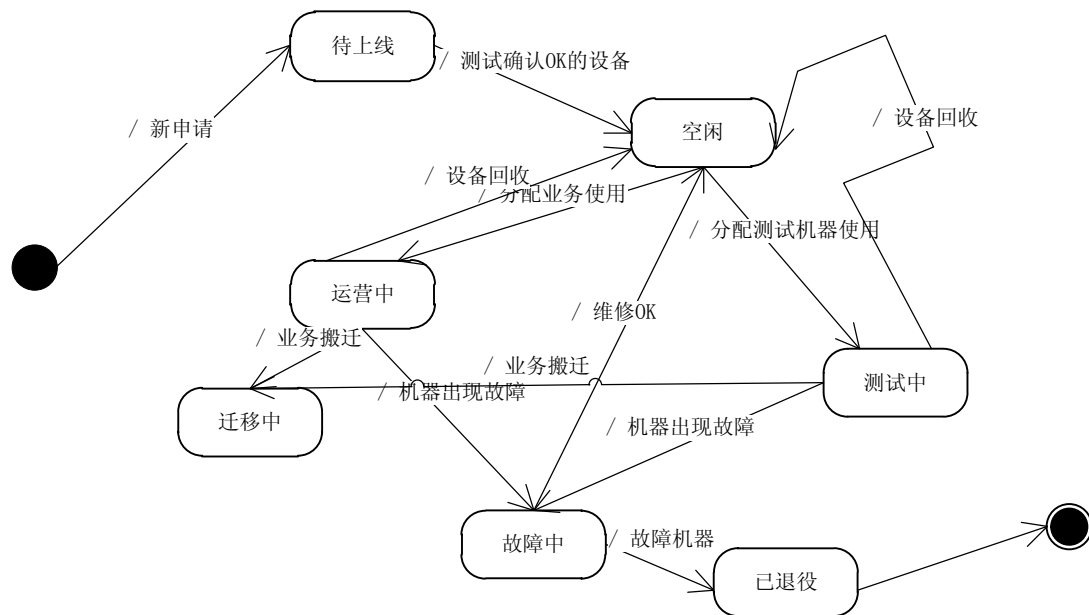 待上线
/ 测试确认OK的设备
/ 新申请
空闲
/ 设备回收
/ 设备回收
/ 分配业务使用
/ 分配测试机器使用
运营中
/ 维修OK
/ 业务搬迁
/ 业务搬迁
测试中
/ 机器出现故障
迁移中
/ 机器出现故障
故障中
/ 故障机器
已退役